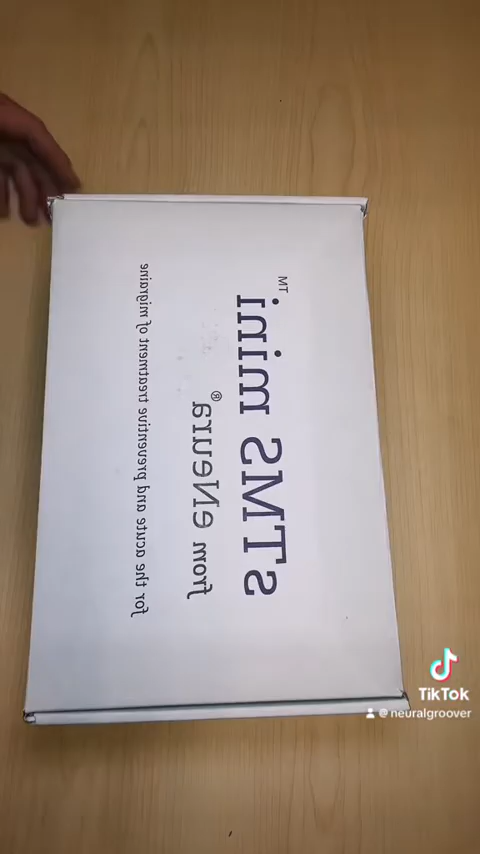 sTMS mini™
from eNeura®
for the acute and preventive treatment of migraine
TikTok
@neuralgroover